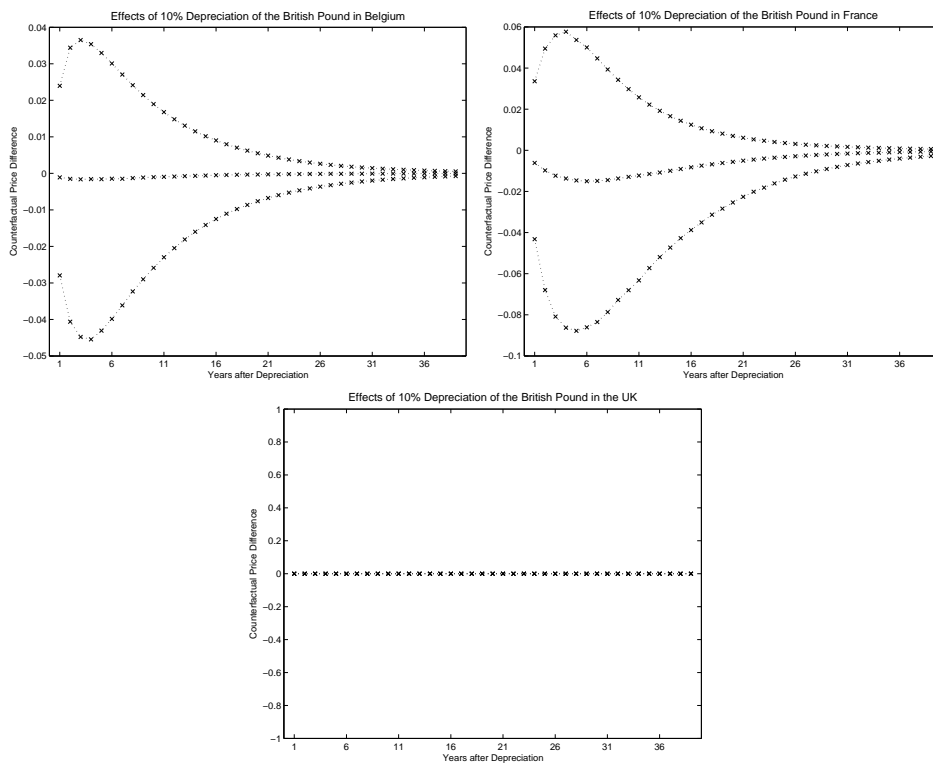 Effects of 10% Depreciation of the British Pound in Belgium
0.04
0.03
0.02
0.01
0
−0.01
−0.02
−0.03
−0.04
−0.05
Counterfactual Price Difference
1 6 11 16 21 26 31 36
Years after Depreciation
Effects of 10% Depreciation of the British Pound in France
0.06
0.04
0.02
0
−0.02
−0.04
−0.06
−0.08
−0.1
Counterfactual Price Difference
1 6 11 16 21 26 31 36
Years after Depreciation
Effects of 10% Depreciation of the British Pound in the UK
1
0.8
0.6
0.4
0.2
0
−0.2
−0.4
−0.6
−0.8
−1
Counterfactual Price Difference
1 6 11 16 21 26 31 36
Years after Depreciation